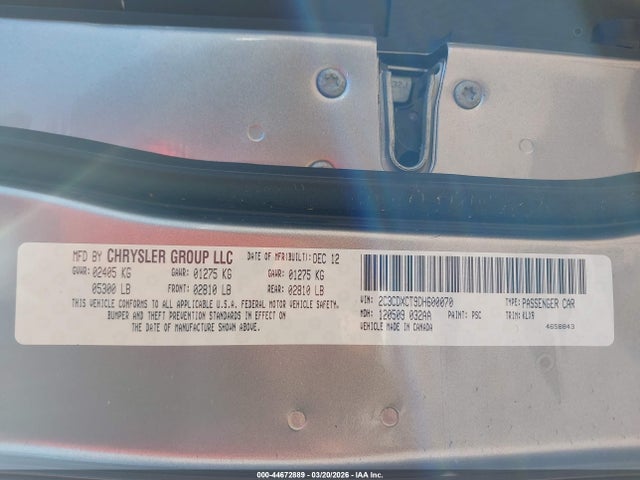 MFD BY CHRYSLER GROUP LLC DATE OF MFR(BUILT): DEC 12
GVWR: 02405 KG GAWR: 01275 KG GAWR: 01275 KG
05300 LB FRONT: 02810 LB REAR: 02810 LB
THIS VEHICLE CONFORMS TO ALL APPLICABLE U.S.A. FEDERAL MOTOR VEHICLE SAFETY,
BUMPER AND THEFT PREVENTION STANDARDS IN EFFECT ON
THE DATE OF MANUFACTURE SHOWN ABOVE.
VIN: 2C3CDXCT9DH600070 TYPE: PASSENGER CAR
MDH: 120509 032AA PAINT: PSC TRIM: KLX9
VEHICLE MADE IN CANADA 4658843
000-44672889 - 03/20/2026 - IAA Inc.